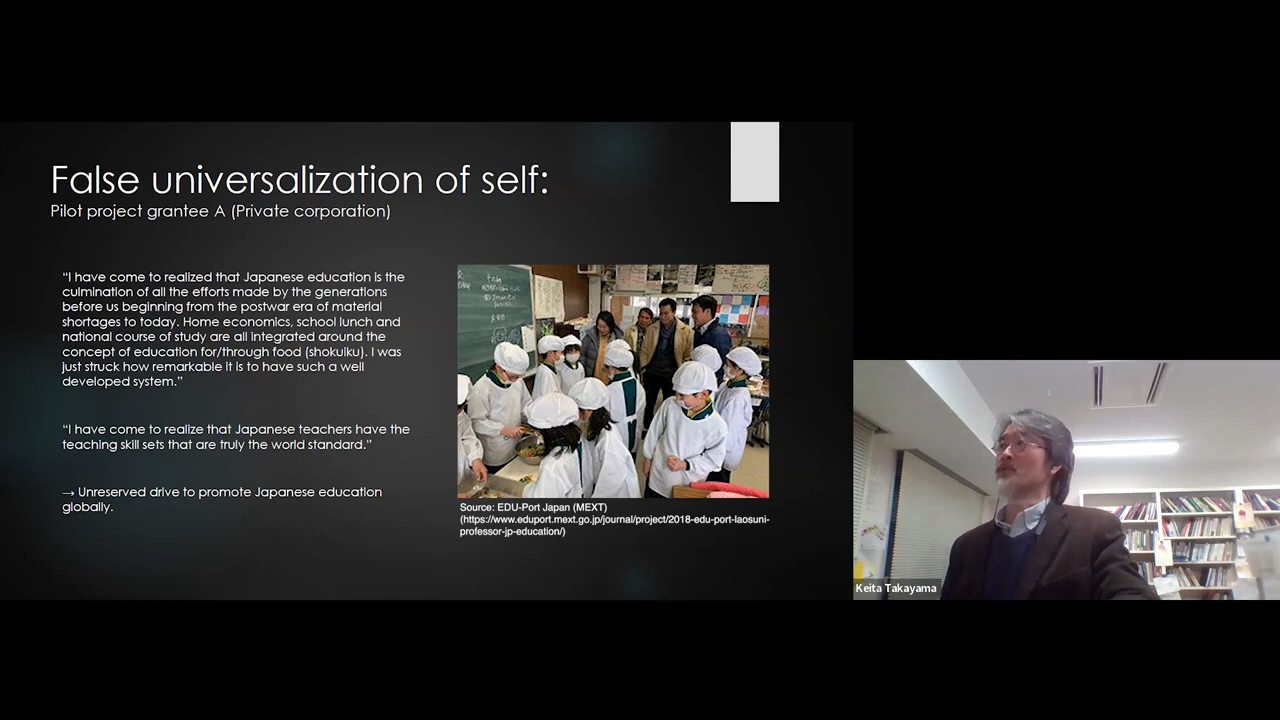 False universalization of self:
Pilot project grantee A (Private corporation)
“I have come to realized that Japanese education is the
culmination of all the efforts made by the generations
before us beginning from the postwar era of material
shortages to today. Home economics, school lunch and
national course of study are all integrated around the
concept of education for/through food (shokuiku). I was
just struck how remarkable it is to have such a well
developed system.”
“I have come to realize that Japanese teachers have the
teaching skill sets that are truly the world standard.”
→ Unreserved drive to promote Japanese education
globally.
Source: EDU-Port Japan (MEXT)
(https://www.eduport.mext.go.jp/journal/project/2018-edu-port-laosuni-
professor-jp-education/)
Keita Takayama